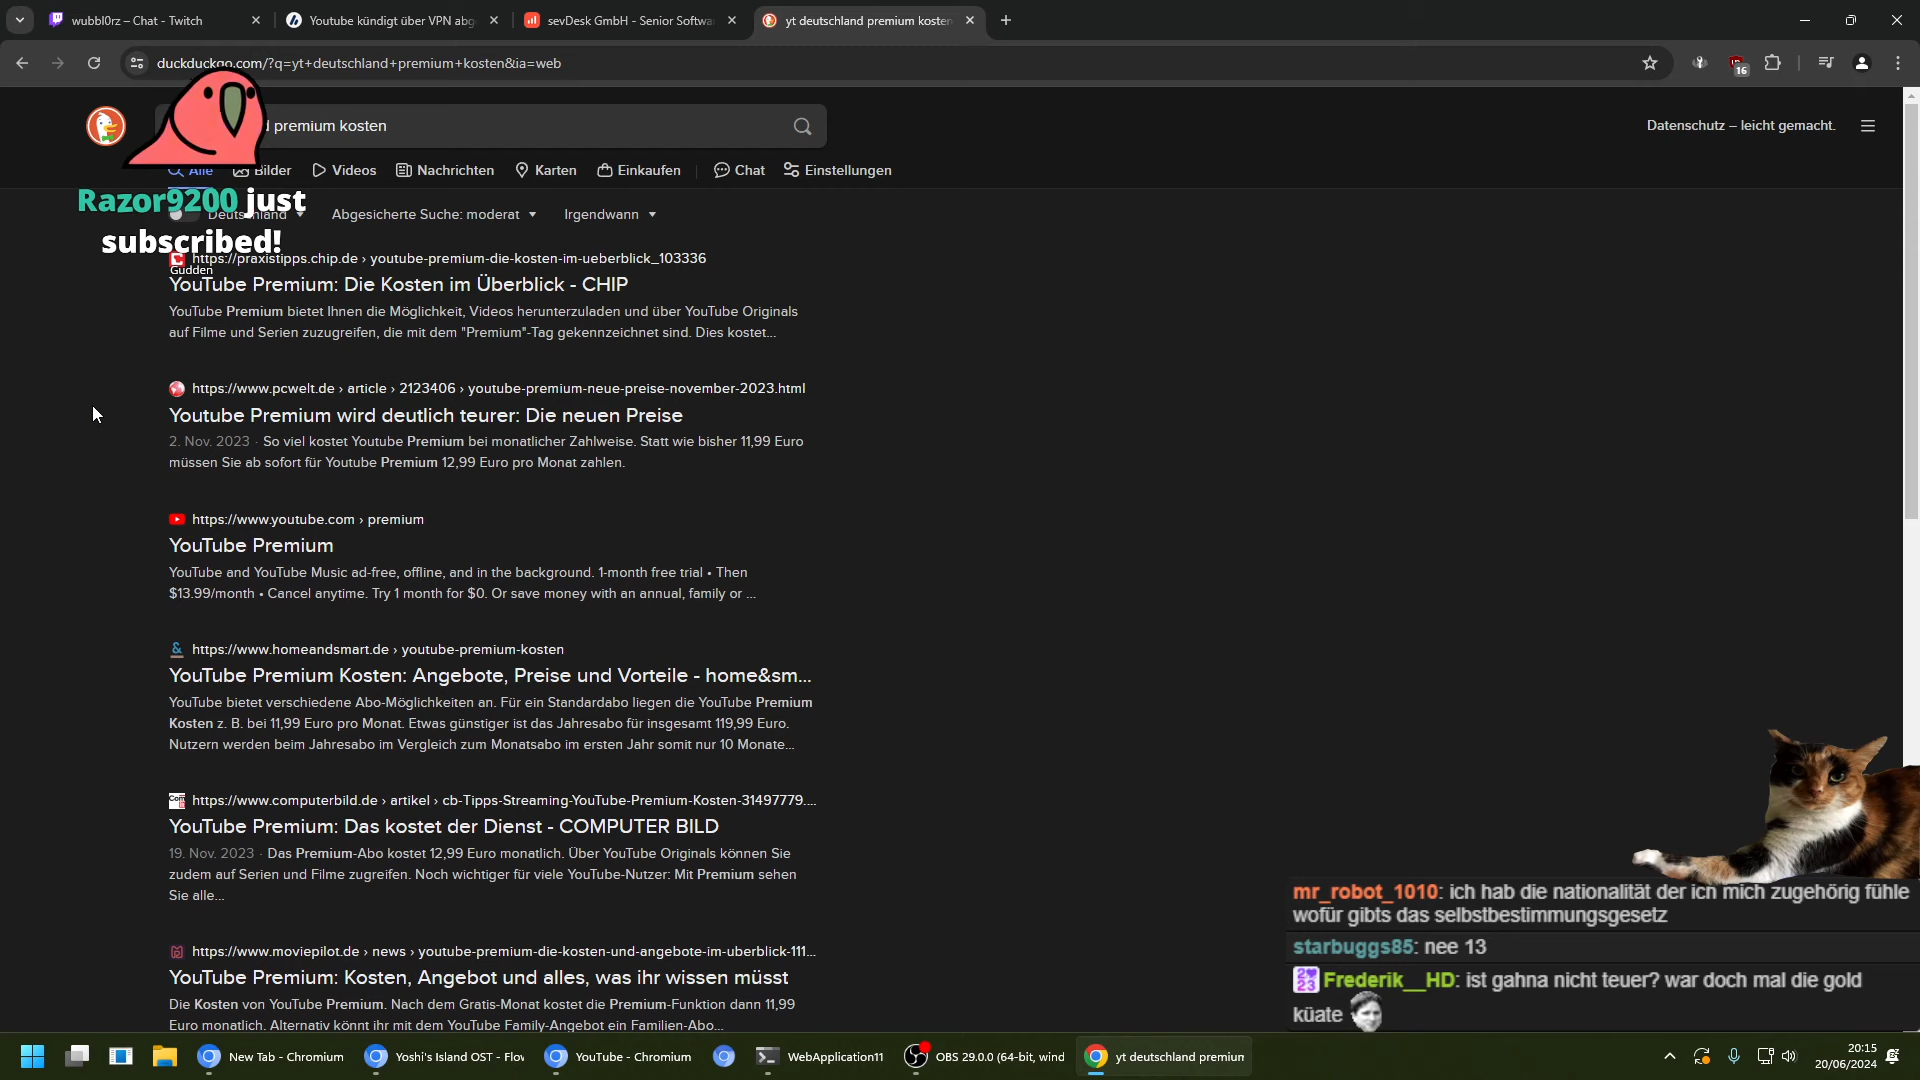 wubbl0rz – Chat - Twitch
Youtube kündigt über VPN abg
sevDesk GmbH - Senior Softwa
yt deutschland premium kosten
duckduckgo.com/?q=yt+deutschland+premium+kosten&ia=web
16
d premium kosten
Datenschutz – leicht gemacht.
Alle
Bilder
Videos
Nachrichten
Karten
Einkaufen
Chat
Einstellungen
Razor9200 just
subscribed!
Gudden
Deutschland
Abgesicherte Suche: moderat
Irgendwann
https://praxistipps.chip.de › youtube-premium-die-kosten-im-ueberblick_103336
YouTube Premium: Die Kosten im Überblick - CHIP
YouTube Premium bietet Ihnen die Möglichkeit, Videos herunterzuladen und über YouTube Originals
auf Filme und Serien zuzugreifen, die mit dem "Premium"-Tag gekennzeichnet sind. Dies kostet...
https://www.pcwelt.de › article › 2123406 › youtube-premium-neue-preise-november-2023.html
Youtube Premium wird deutlich teurer: Die neuen Preise
2. Nov. 2023 · So viel kostet Youtube Premium bei monatlicher Zahlweise. Statt wie bisher 11,99 Euro
müssen Sie ab sofort für Youtube Premium 12,99 Euro pro Monat zahlen.
https://www.youtube.com › premium
YouTube Premium
YouTube and YouTube Music ad-free, offline, and in the background. 1-month free trial • Then
$13.99/month • Cancel anytime. Try 1 month for $0. Or save money with an annual, family or ...
https://www.homeandsmart.de › youtube-premium-kosten
YouTube Premium Kosten: Angebote, Preise und Vorteile - home&sm...
YouTube bietet verschiedene Abo-Möglichkeiten an. Für ein Standardabo liegen die YouTube Premium
Kosten z. B. bei 11,99 Euro pro Monat. Etwas günstiger ist das Jahresabo für insgesamt 119,99 Euro.
Nutzern werden beim Jahresabo im Vergleich zum Monatsabo im ersten Jahr somit nur 10 Monate...
https://www.computerbild.de › artikel › cb-Tipps-Streaming-YouTube-Premium-Kosten-31497779....
YouTube Premium: Das kostet der Dienst - COMPUTER BILD
19. Nov. 2023 · Das Premium-Abo kostet 12,99 Euro monatlich. Über YouTube Originals können Sie
zudem auf Serien und Filme zugreifen. Noch wichtiger für viele YouTube-Nutzer: Mit Premium sehen
Sie alle...
https://www.moviepilot.de › news › youtube-premium-die-kosten-und-angebote-im-uberblick-111...
YouTube Premium: Kosten, Angebot und alles, was ihr wissen müsst
Die Kosten von YouTube Premium. Nach dem Gratis-Monat kostet die Premium-Funktion dann 11,99
Euro monatlich. Alternativ könnt ihr mit dem YouTube Family-Angebot ein Familien-Abo...
mr_robot_1010: ich hab die nationalität der ich mich zugehörig fühle
wofür gibts das selbstbestimmungsgesetz
starbuggs85: nee 13
Frederik__HD: ist gahna nicht teuer? war doch mal die gold
küate
New Tab - Chromium
Yoshi's Island OST - Flow
YouTube - Chromium
WebApplication11
OBS 29.0.0 (64-bit, wind
yt deutschland premium
20:15
20/06/2024